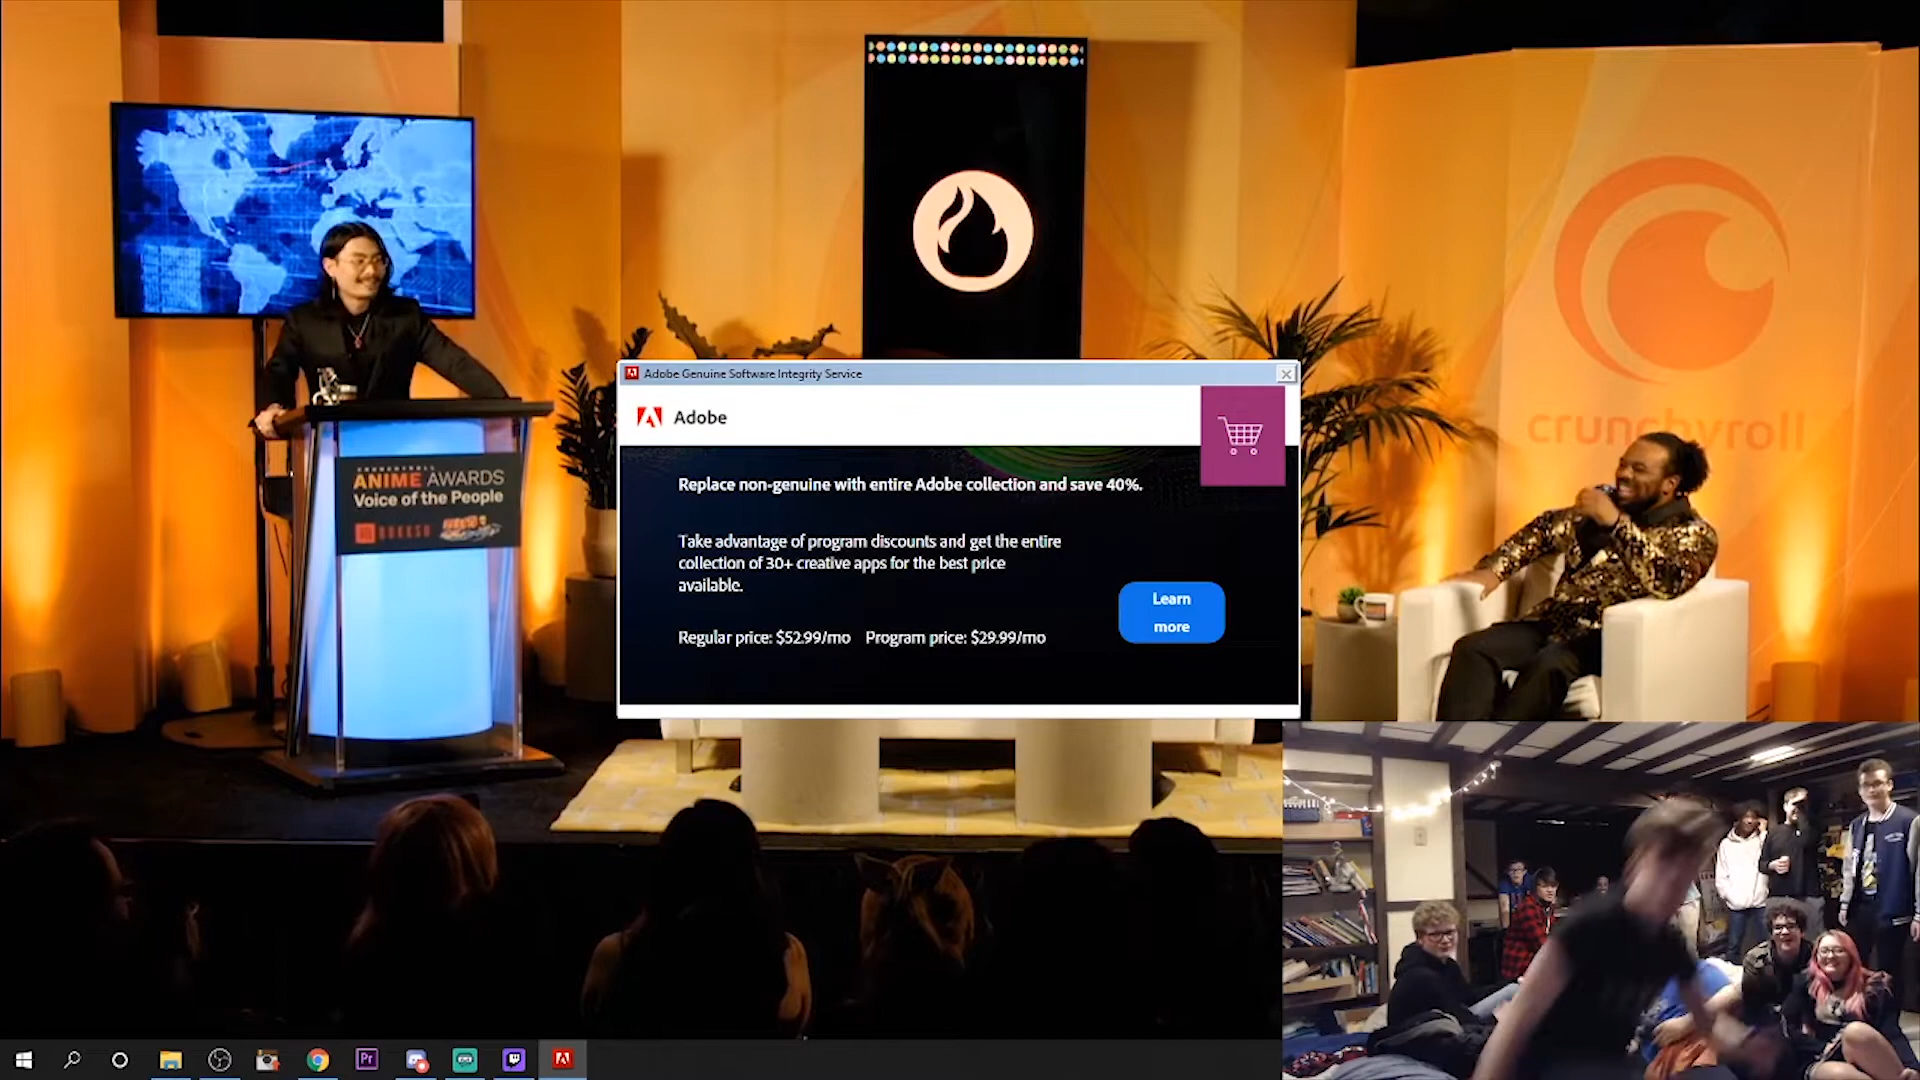 crunchyroll
Adobe Genuine Software Integrity Service
Adobe
Replace non-genuine with entire Adobe collection and save 40%.
Take advantage of program discounts and get the entire
collection of 30+ creative apps for the best price
available.
Regular price: $52.99/mo Program price: $29.99/mo
Learn
more
CRUNCHYROLL
ANIME AWARDS
Voice of the People
Pr